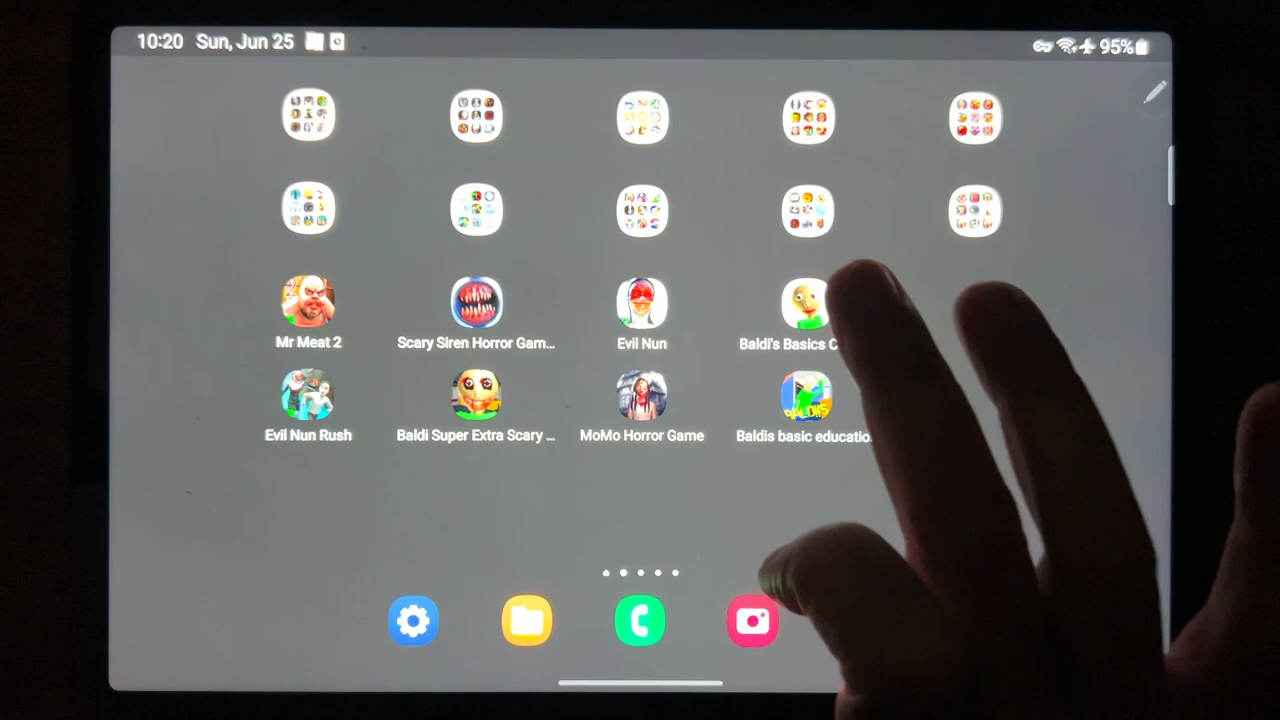 10:20 Sun, Jun 25 95%
Mr Meat 2 Scary Siren Horror Gam... Evil Nun Baldi's Basics C
Evil Nun Rush Baldi Super Extra Scary ... MoMo Horror Game Baldis basic educatio